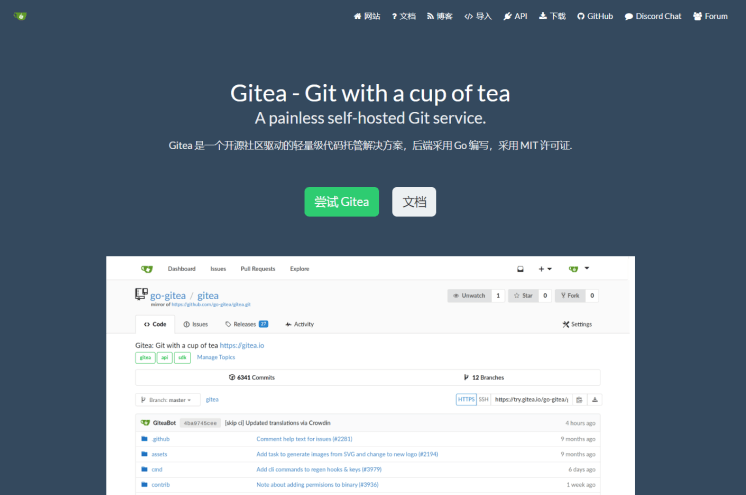 网站 ? 文档 博客 导入 API 下载 GitHub Discord Chat Forum
Gitea - Git with a cup of tea
A painless self-hosted Git service.
Gitea 是一个开源社区驱动的轻量级代码托管解决方案，后端采用 Go 编写，采用 MIT 许可证.
尝试 Gitea 文档
Dashboard Issues Pull Requests Explore
go-gitea / gitea Unwatch 1 Star 0 Fork 0
mirror of https://github.com/go-gitea/gitea.git
Code Issues Releases 27 Activity Settings
Gitea: Git with a cup of tea https://gitea.io
gitea api sdk Manage Topics
6341 Commits 12 Branches
Branch: master gitea HTTPS SSH https://try.gitea.io/go-gitea/g
GiteaBot [skip ci] Updated translations via Crowdin 4 hours ago
.github Comment help text for issues (#2281) 9 months ago
assets Add task to generate images from SVG and change to new logo (#2194) 9 months ago
cmd Add cli commands to regen hooks & keys (#3979) 6 days ago
contrib Note about adding permisions to binary (#3936) 1 week ago